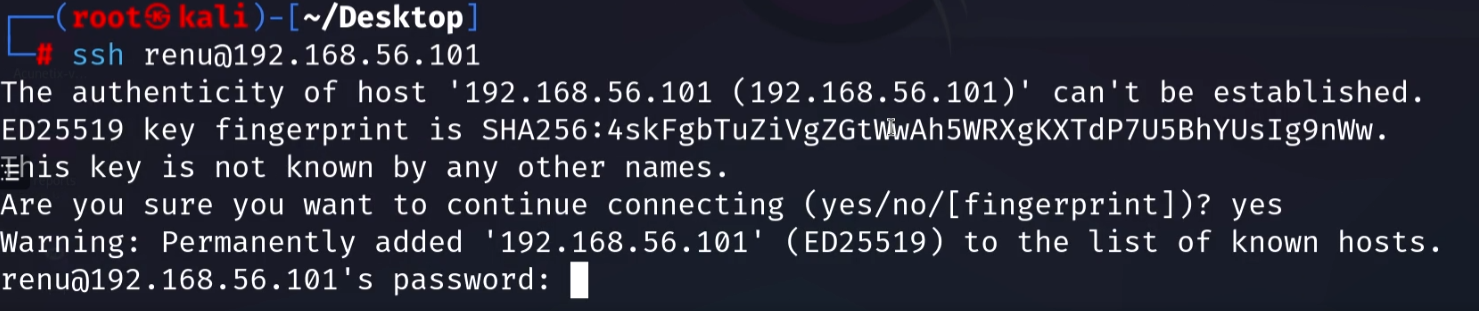 ┌──(root㉿kali)-[~/Desktop]
└─# ssh renu@192.168.56.101
The authenticity of host '192.168.56.101 (192.168.56.101)' can't be established.
ED25519 key fingerprint is SHA256:4skFgbTuZiVgZGtWwAh5WRXgKXTdP7U5BhYUsIg9nWw.
This key is not known by any other names.
Are you sure you want to continue connecting (yes/no/[fingerprint])? yes
Warning: Permanently added '192.168.56.101' (ED25519) to the list of known hosts.
renu@192.168.56.101's password: